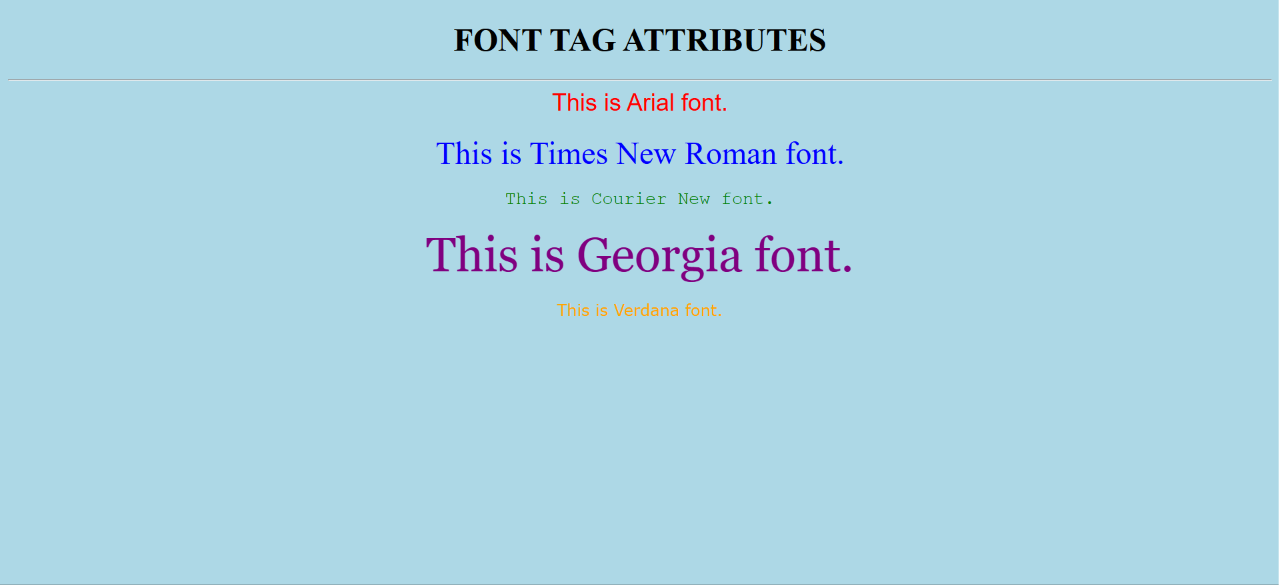 FONT TAG ATTRIBUTES
This is Arial font.
This is Times New Roman font.
This is Courier New font.
This is Georgia font.
This is Verdana font.